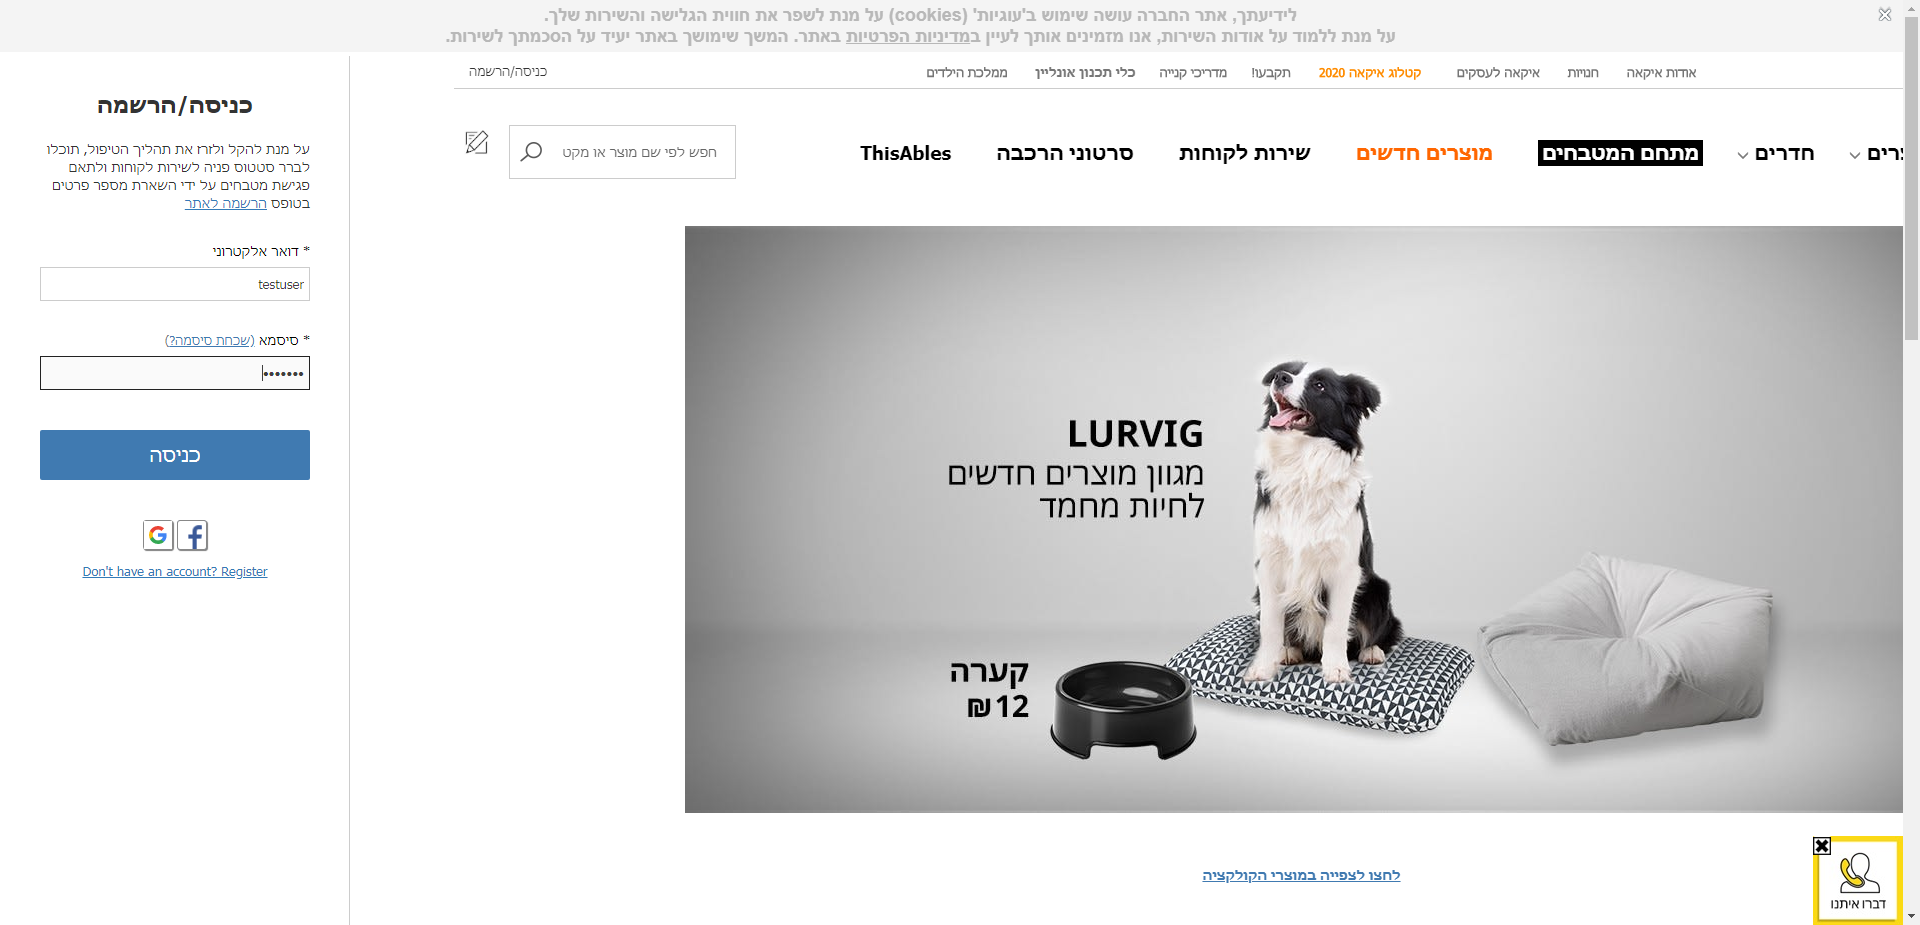 לידיעתך, אתר החברה עושה שימוש ב'עוגיות' (cookies) על מנת לשפר את חווית הגלישה והשירות שלך.
על מנת ללמוד על אודות השירות, אנו מזמינים אותך לעיין במדיניות הפרטיות באתר. המשך שימושך באתר יעיד על הסכמתך לשירות.
אודות איקאה
חנויות
איקאה לעסקים
קטלוג איקאה 2020
תקבעו!
מדריכי קנייה
כלי תכנון אונליין
ממלכת הילדים
כניסה/הרשמה
חדרים
מתחם המטבחים
מוצרים חדשים
שירות לקוחות
סרטוני הרכבה
ThisAbles
חפש לפי שם מוצר או מקט
LURVIG
מגוון מוצרים חדשים
לחיות מחמד
קערה
12 ₪
לחצו לצפייה במוצרי הקולקציה
דברו איתנו
כניסה/הרשמה
על מנת להקל ולזרז את תהליך הטיפול, תוכלו
לברר סטטוס פניה לשירות לקוחות ולתאם
פגישת מטבחים על ידי השארת מספר פרטים
בטופס הרשמה לאתר
* דואר אלקטרוני
testuser
* סיסמא (שכחת סיסמה?)
•••••••
כניסה
Don't have an account? Register